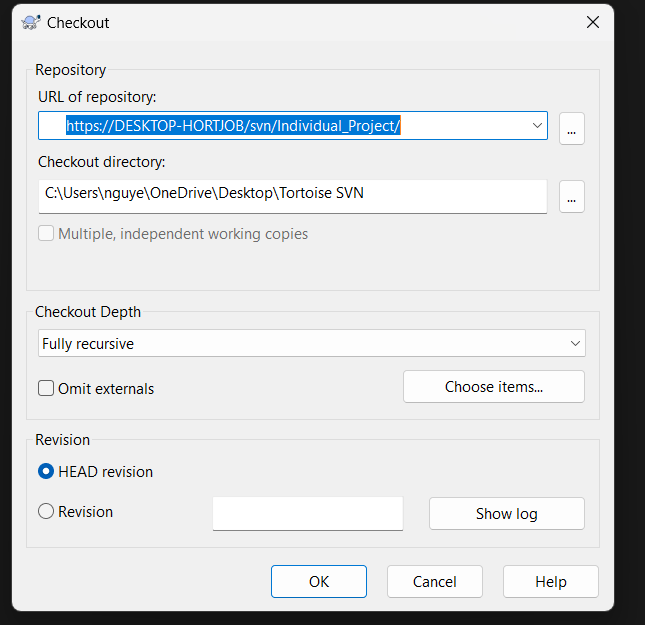 Checkout
Repository
URL of repository:
https://DESKTOP-HORTJOB/svn/Individual_Project/
...
Checkout directory:
C:\Users\nguye\OneDrive\Desktop\Tortoise SVN
...
Multiple, independent working copies
Checkout Depth
Fully recursive
Omit externals
Choose items...
Revision
HEAD revision
Revision
Show log
OK
Cancel
Help